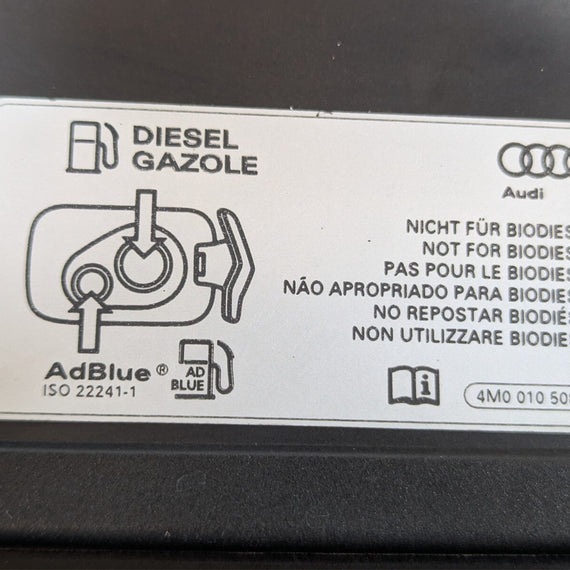 DIESEL
GAZOLE
Audi
NICHT FÜR BIODIES
NOT FOR BIODIES
PAS POUR LE BIODIES
NÃO APROPRIADO PARA BIODIES
NO REPOSTAR BIODIÉ
NON UTILIZZARE BIODIE
AdBlue®
ISO 22241-1
AD
BLUE
i
4M0 010 50